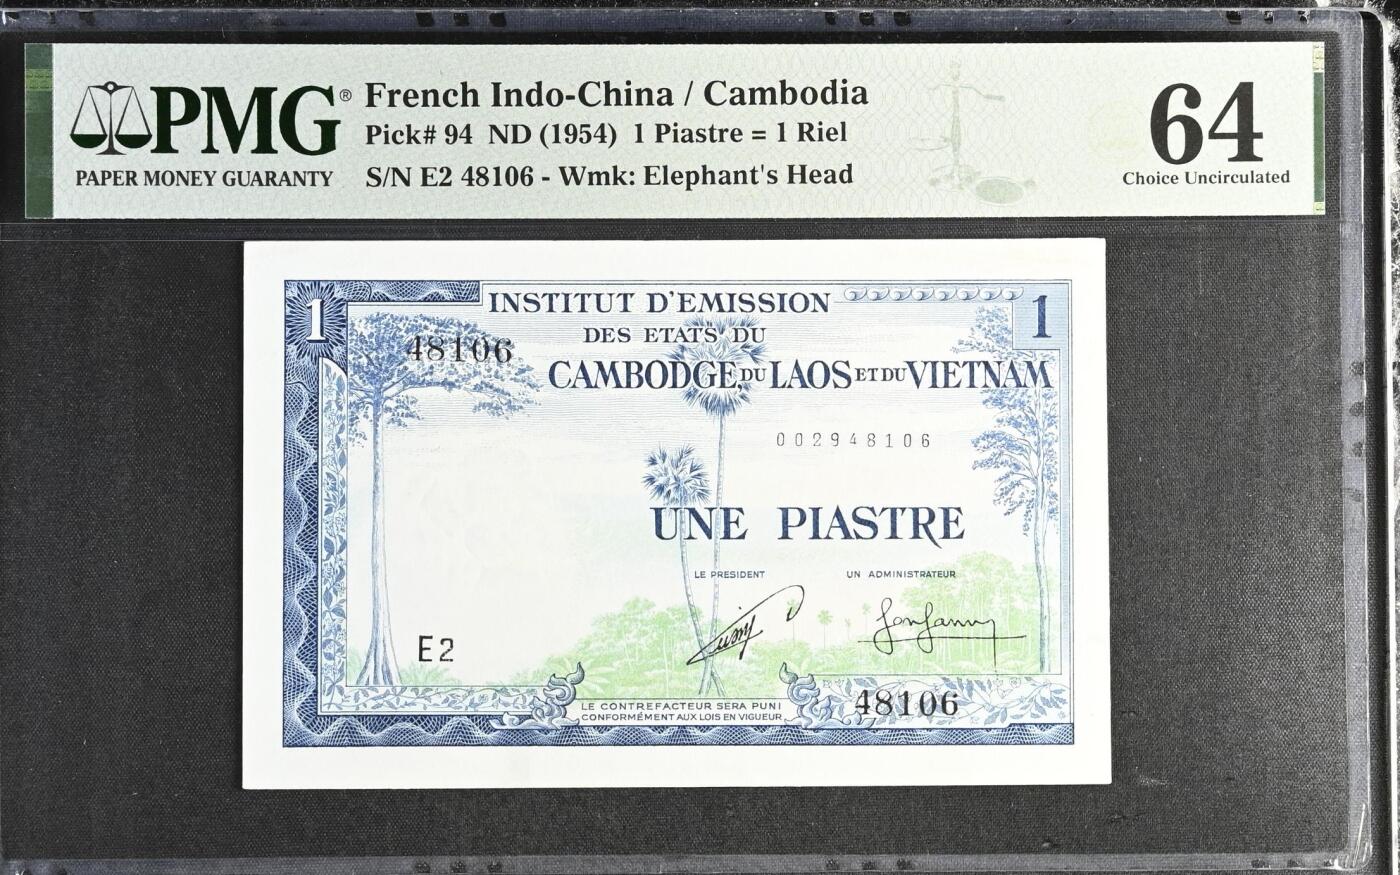 PMG®
PAPER MONEY GUARANTY
French Indo-China / Cambodia
Pick# 94 ND (1954) 1 Piastre = 1 Riel
S/N E2 48106 - Wmk: Elephant's Head
64
Choice Uncirculated
1
INSTITUT D'EMISSION
1
DES ETATS DU
48106
CAMBODGE, DU LAOS ET DU VIETNAM
002948106
UNE PIASTRE
LE PRESIDENT
UN ADMINISTRATEUR
E2
LE CONTREFACTEUR SERA PUNI
CONFORMÉMENT AUX LOIS EN VIGUEUR
48106